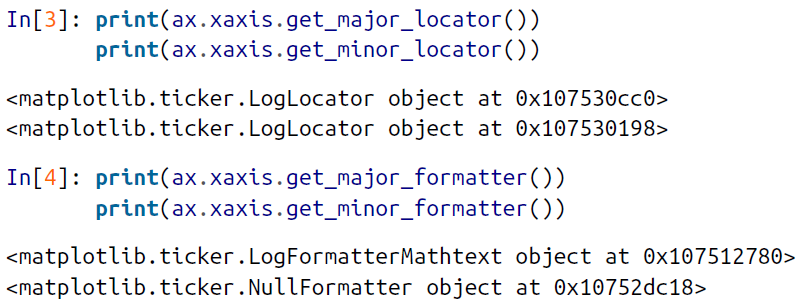 In[3]: print(ax.xaxis.get_major_locator())
       print(ax.xaxis.get_minor_locator())
<matplotlib.ticker.LogLocator object at 0x107530cc0>
<matplotlib.ticker.LogLocator object at 0x107530198>
In[4]: print(ax.xaxis.get_major_formatter())
       print(ax.xaxis.get_minor_formatter())
<matplotlib.ticker.LogFormatterMathtext object at 0x107512780>
<matplotlib.ticker.NullFormatter object at 0x10752dc18>